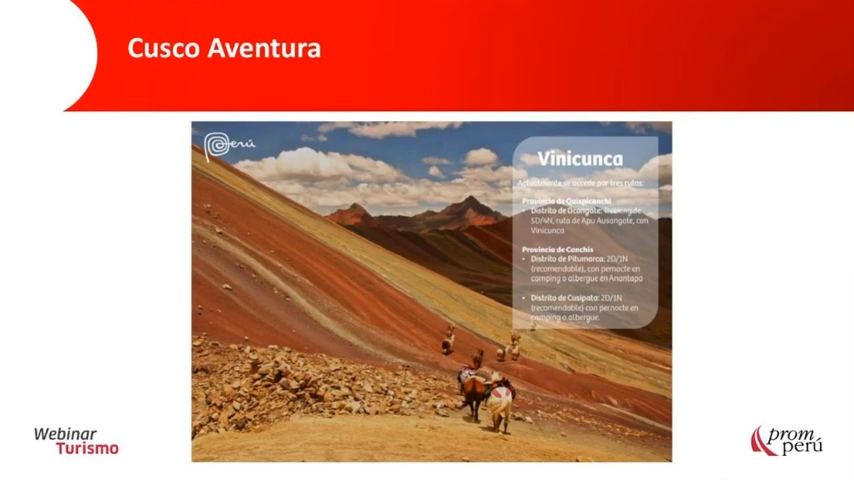 Cusco Aventura
Perú
Vinicunca
Actualmente se accede por tres rutas:
Provincia de Quispicanchi
• Distrito de Ocongate:
5D/4N, ruta de Apu Ausangate, con
Vinicunca
Provincia de Canchis
• Distrito de Pitumarca: 2D/1N
(recomendable), con pernocte en
camping o albergue en Anantapa
• Distrito de Cusipata: 2D/1N
(recomendable) con pernocte en
camping o albergue.
Webinar
Turismo
prom
perú